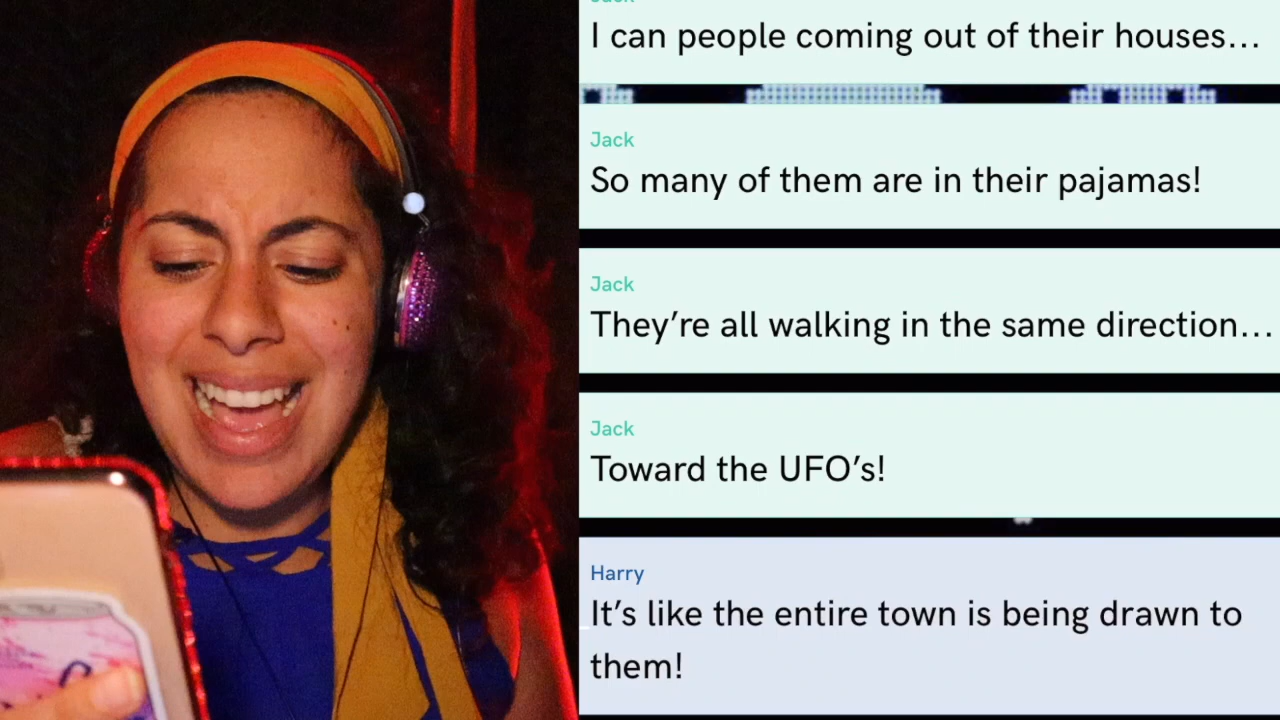 Jack
I can people coming out of their houses…
Jack
So many of them are in their pajamas!
Jack
They’re all walking in the same direction…
Jack
Toward the UFO’s!
Harry
It’s like the entire town is being drawn to
them!